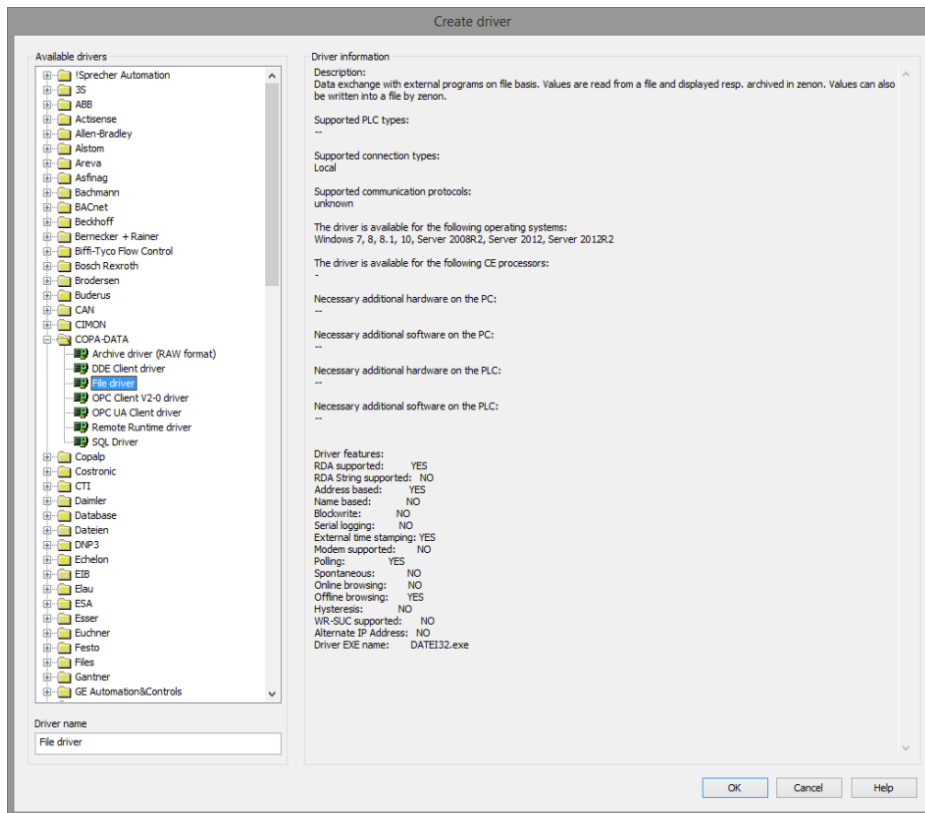 Create driver
Available drivers
!Sprecher Automation
3S
ABB
Actisense
Allen-Bradley
Alstom
Areva
Asfinag
Bachmann
BACnet
Beckhoff
Bernecker + Rainer
Biffi-Tyco Flow Control
Bosch Rexroth
Brodersen
Buderus
CAN
CIMON
COPA-DATA
Archive driver (RAW format)
DDE Client driver
File driver
OPC Client V2-0 driver
OPC UA Client driver
Remote Runtime driver
SQL Driver
Copalp
Costronic
CTI
Daimler
Database
Dateien
DNP3
Echelon
EIB
Elau
ESA
Esser
Euchner
Festo
Files
Gantner
GE Automation&Controls
Driver name
File driver
Driver information
Description:
Data exchange with external programs on file basis. Values are read from a file and displayed resp. archived in zenon. Values can also
be written into a file by zenon.
Supported PLC types:
--
Supported connection types:
Local
Supported communication protocols:
unknown
The driver is available for the following operating systems:
Windows 7, 8, 8.1, 10, Server 2008R2, Server 2012, Server 2012R2
The driver is available for the following CE processors:
-
Necessary additional hardware on the PC:
--
Necessary additional software on the PC:
--
Necessary additional hardware on the PLC:
--
Necessary additional software on the PLC:
--
Driver features:
RDA supported: YES
RDA String supported: NO
Address based: YES
Name based: NO
Blockwrite: NO
Serial logging: NO
External time stamping: YES
Modem supported: NO
Polling: YES
Spontaneous: NO
Online browsing: NO
Offline browsing: YES
Hysteresis: NO
WR-SUC supported: NO
Alternate IP Address: NO
Driver EXE name: DATEI32.exe
OK Cancel Help